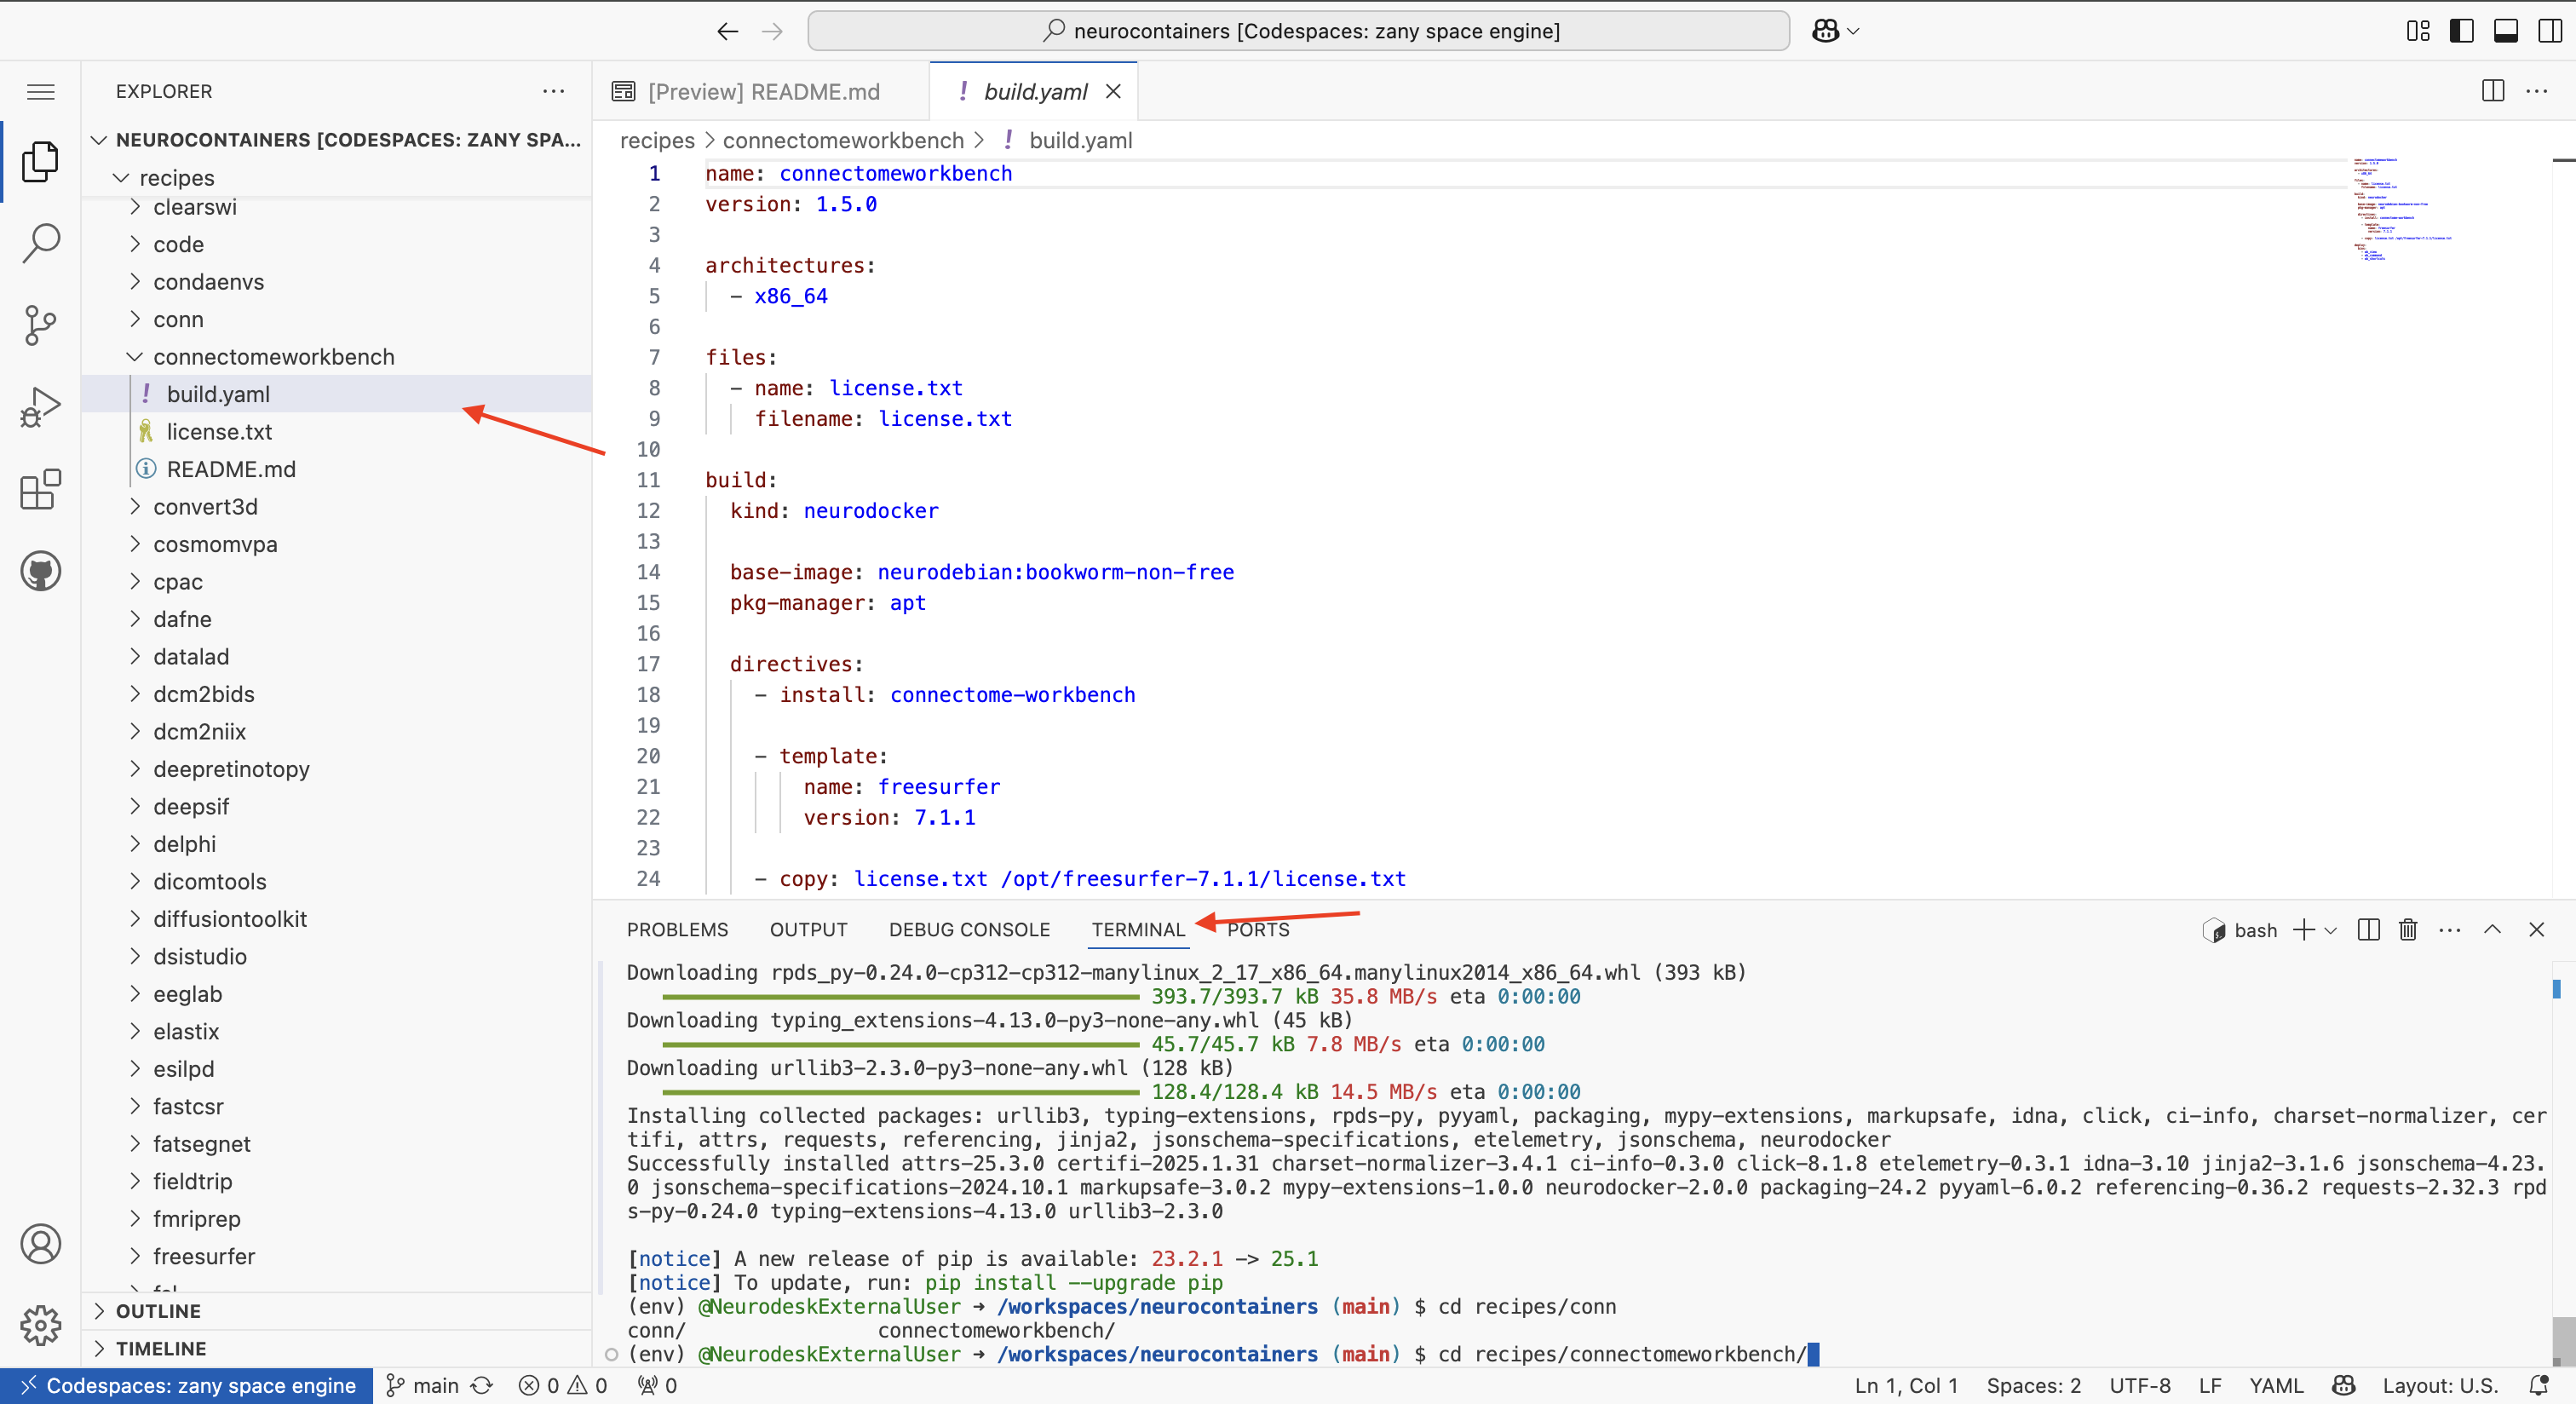 neurocontainers [Codespaces: zany space engine]
EXPLORER
NEUROCONTAINERS [CODESPACES: ZANY SPA...
recipes
clearswi
code
condaenvs
conn
connectomeworkbench
build.yaml
license.txt
README.md
convert3d
cosmomvpa
cpac
dafne
datalad
dcm2bids
dcm2niix
deepretinotopy
deepsif
delphi
dicomtools
diffusiontoolkit
dsistudio
eeglab
elastix
esilpd
fastcsr
fatsegnet
fieldtrip
fmriprep
freesurfer
OUTLINE
TIMELINE
[Preview] README.md
! build.yaml
recipes > connectomeworkbench > ! build.yaml
1 name: connectomeworkbench
2 version: 1.5.0
3
4 architectures:
5 - x86_64
6
7 files:
8 - name: license.txt
9 filename: license.txt
10
11 build:
12 kind: neurodocker
13
14 base-image: neurodebian:bookworm-non-free
15 pkg-manager: apt
16
17 directives:
18 - install: connectome-workbench
19
20 - template:
21 name: freesurfer
22 version: 7.1.1
23
24 - copy: license.txt /opt/freesurfer-7.1.1/license.txt
PROBLEMS OUTPUT DEBUG CONSOLE TERMINAL PORTS
bash
Downloading rpds_py-0.24.0-cp312-cp312-manylinux_2_17_x86_64.manylinux2014_x86_64.whl (393 kB)
393.7/393.7 kB 35.8 MB/s eta 0:00:00
Downloading typing_extensions-4.13.0-py3-none-any.whl (45 kB)
45.7/45.7 kB 7.8 MB/s eta 0:00:00
Downloading urllib3-2.3.0-py3-none-any.whl (128 kB)
128.4/128.4 kB 14.5 MB/s eta 0:00:00
Installing collected packages: urllib3, typing-extensions, rpds-py, pyyaml, packaging, mypy-extensions, markupsafe, idna, click, ci-info, charset-normalizer, cer
tifi, attrs, requests, referencing, jinja2, jsonschema-specifications, etelemetry, jsonschema, neurodocker
Successfully installed attrs-25.3.0 certifi-2025.1.31 charset-normalizer-3.4.1 ci-info-0.3.0 click-8.1.8 etelemetry-0.3.1 idna-3.10 jinja2-3.1.6 jsonschema-4.23.
0 jsonschema-specifications-2024.10.1 markupsafe-3.0.2 mypy-extensions-1.0.0 neurodocker-2.0.0 packaging-24.2 pyyaml-6.0.2 referencing-0.36.2 requests-2.32.3 rpd
s-py-0.24.0 typing-extensions-4.13.0 urllib3-2.3.0
[notice] A new release of pip is available: 23.2.1 -> 25.1
[notice] To update, run: pip install --upgrade pip
(env) @NeurodeskExternalUser ➜ /workspaces/neurocontainers (main) $ cd recipes/conn
conn/ connectomeworkbench/
(env) @NeurodeskExternalUser ➜ /workspaces/neurocontainers (main) $ cd recipes/connectomeworkbench/
Codespaces: zany space engine main 0 0 0 Ln 1, Col 1 Spaces: 2 UTF-8 LF YAML Layout: U.S.